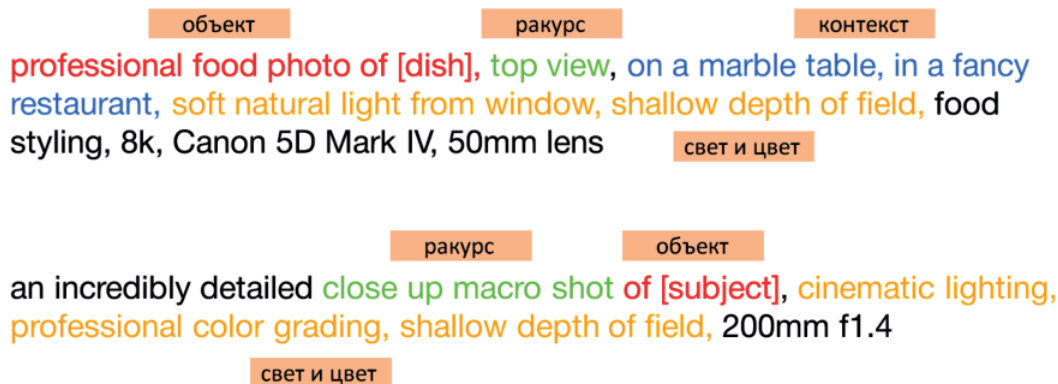 объект ракурс контекст
professional food photo of [dish], top view, on a marble table, in a fancy
restaurant, soft natural light from window, shallow depth of field, food
styling, 8k, Canon 5D Mark IV, 50mm lens
свет и цвет
ракурс объект
an incredibly detailed close up macro shot of [subject], cinematic lighting,
professional color grading, shallow depth of field, 200mm f1.4
свет и цвет